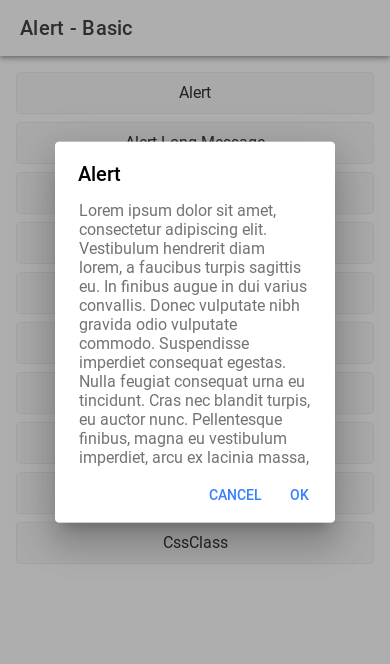 Alert - Basic
Alert
Alert Long Message
Alert
Lorem ipsum dolor sit amet,
consectetur adipiscing elit.
Vestibulum hendrerit diam
lorem, a faucibus turpis sagittis
eu. In finibus augue in dui varius
convallis. Donec vulputate nibh
gravida odio vulputate
commodo. Suspendisse
imperdiet consequat egestas.
Nulla feugiat consequat urna eu
tincidunt. Cras nec blandit turpis,
eu auctor nunc. Pellentesque
finibus, magna eu vestibulum
imperdiet, arcu ex lacinia massa,
CANCEL OK
CssClass